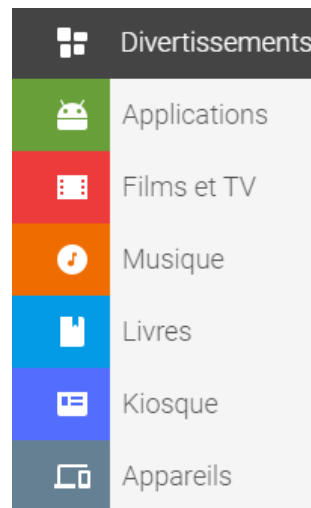 Divertissements
Applications
Films et TV
Musique
Livres
Kiosque
Appareils